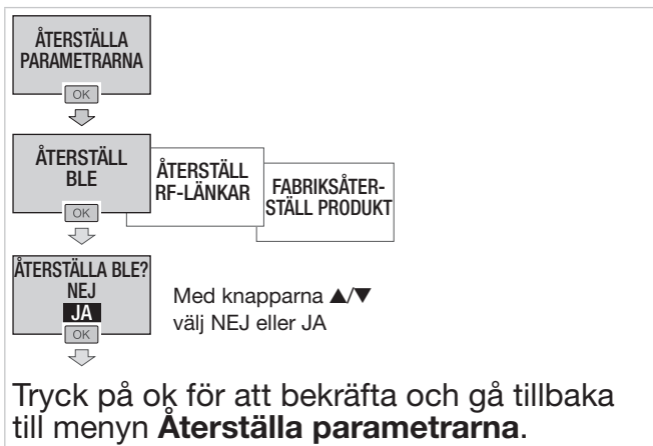 ÅTERSTÄLLA
PARAMETRARNA
OK
ÅTERSTÄLL
BLE
OK
ÅTERSTÄLL
RF-LÄNKAR
FABRIKSÅTER-
STÄLL PRODUKT
ÅTERSTÄLLA BLE?
NEJ
JA
OK
Med knapparna ▲/▼
välj NEJ eller JA
Tryck på ok för att bekräfta och gå tillbaka
till menyn Återställa parametrarna.